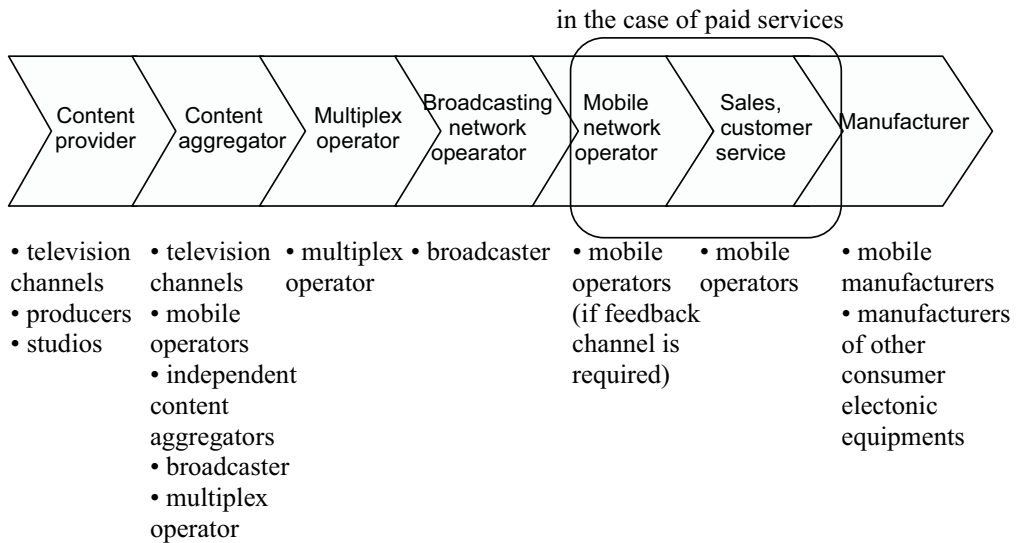 in the case of paid services
Content
provider
Content
aggregator
Multiplex
operator
Broadcasting
network
opearator
Mobile
network
operator
Sales,
customer
service
Manufacturer
• television
channels
• producers
• studios
• television
channels
• mobile
operators
• independent
content
aggregators
• broadcaster
• multiplex
operator
• multiplex
operator
• broadcaster
• mobile
operators
(if feedback
channel is
required)
• mobile
operators
• mobile
manufacturers
• manufacturers
of other
consumer
electonic
equipments